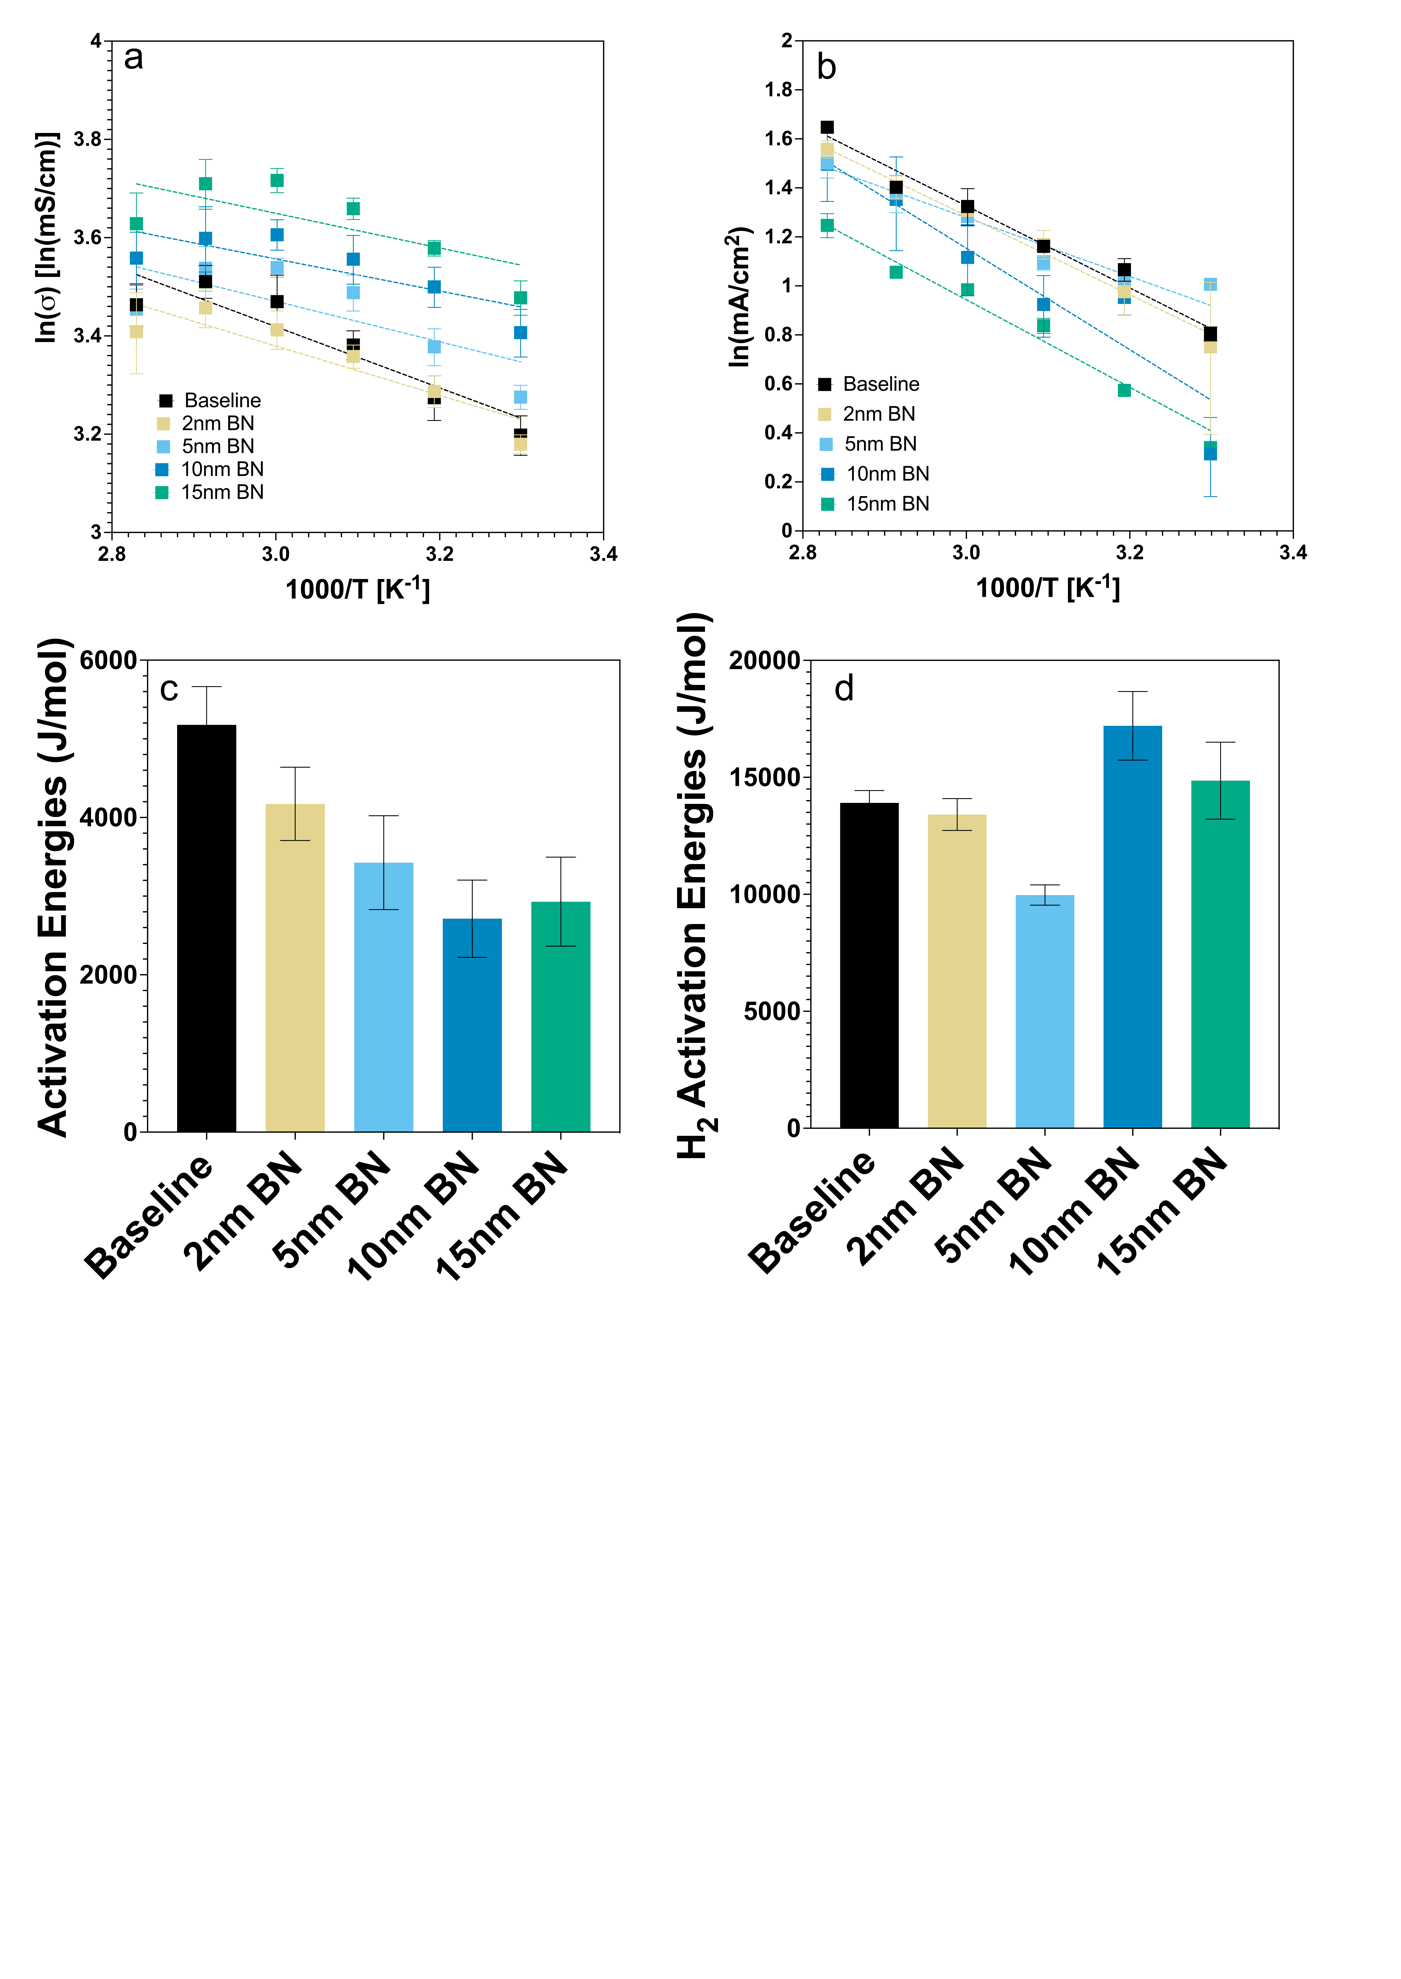 a
4
3.8
3.6
3.4
3.2
3
2.8
3.0
3.2
3.4
ln(σ) [ln(mS/cm)]
1000/T [K-1]
Baseline
2nm BN
5nm BN
10nm BN
15nm BN
b
2
1.8
1.6
1.4
1.2
1
0.8
0.6
0.4
0.2
0
2.8
3.0
3.2
3.4
ln(mA/cm2)
1000/T [K-1]
Baseline
2nm BN
5nm BN
10nm BN
15nm BN
c
6000
4000
2000
0
Activation Energies (J/mol)
Baseline
2nm BN
5nm BN
10nm BN
15nm BN
d
20000
15000
10000
5000
0
H2 Activation Energies (J/mol)
Baseline
2nm BN
5nm BN
10nm BN
15nm BN